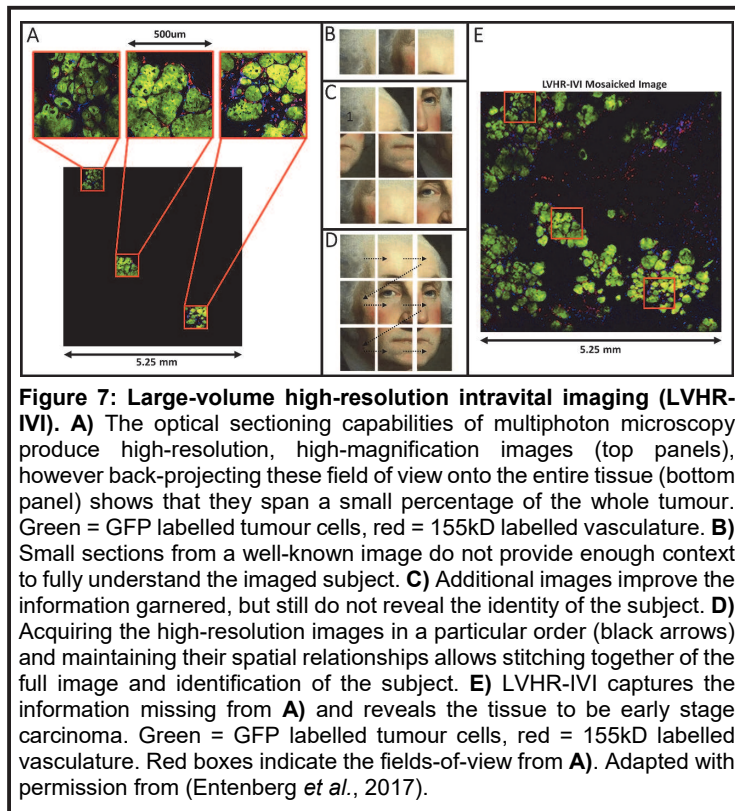 A
500um
5.25 mm
B
C
1
D
E
LVHR-IVI Mosaicked Image
5.25 mm
Figure 7: Large-volume high-resolution intravital imaging (LVHR-
IVI). A) The optical sectioning capabilities of multiphoton microscopy
produce high-resolution, high-magnification images (top panels),
however back-projecting these field of view onto the entire tissue (bottom
panel) shows that they span a small percentage of the whole tumour.
Green = GFP labelled tumour cells, red = 155kD labelled vasculature. B)
Small sections from a well-known image do not provide enough context
to fully understand the imaged subject. C) Additional images improve the
information garnered, but still do not reveal the identity of the subject. D)
Acquiring the high-resolution images in a particular order (black arrows)
and maintaining their spatial relationships allows stitching together of the
full image and identification of the subject. E) LVHR-IVI captures the
information missing from A) and reveals the tissue to be early stage
carcinoma. Green = GFP labelled tumour cells, red = 155kD labelled
vasculature. Red boxes indicate the fields-of-view from A). Adapted with
permission from (Entenberg et al., 2017).